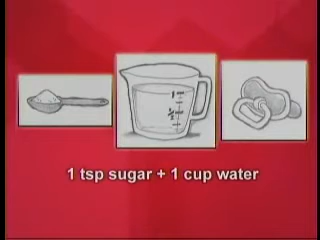 1 tsp sugar + 1 cup water